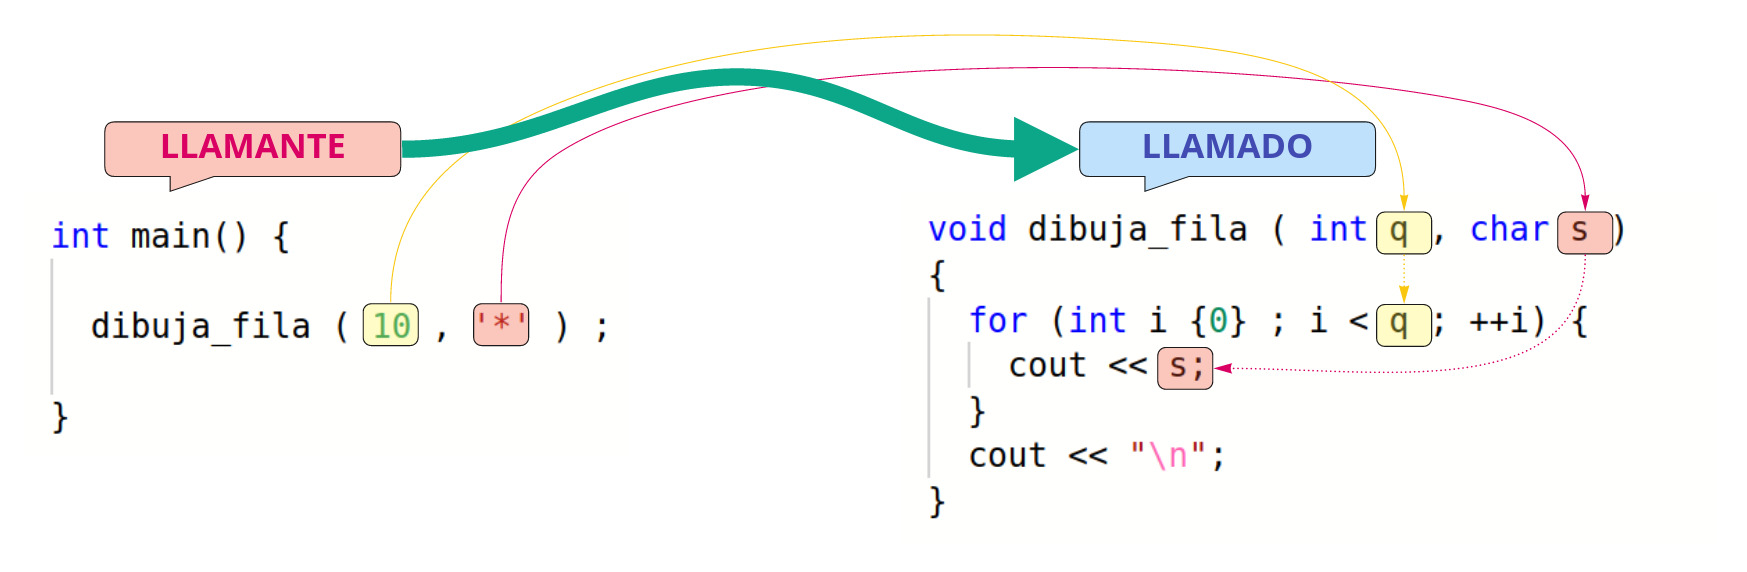 LLAMANTE
int main() {
dibuja_fila ( 10 , '*' ) ;
}
LLAMADO
void dibuja_fila ( int q , char s )
{
for (int i {0} ; i < q ; ++i) {
cout << s;
}
cout << "\n";
}